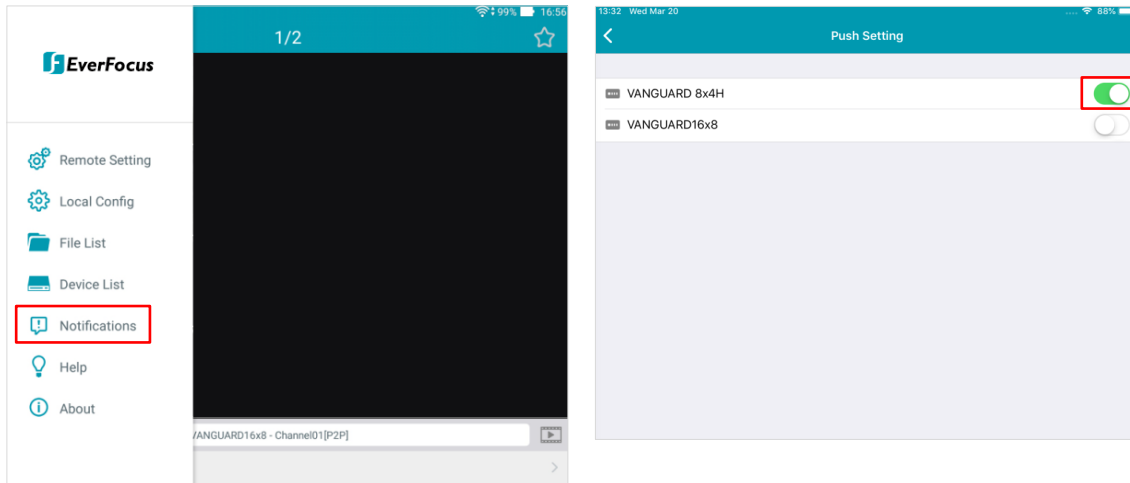 99% 16:56
1/2
EverFocus
Remote Setting
Local Config
File List
Device List
Notifications
Help
About
/ANGUARD16x8 - Channel01[P2P]
13:32 Wed Mar 20 88%
Push Setting
VANGUARD 8x4H
VANGUARD16x8